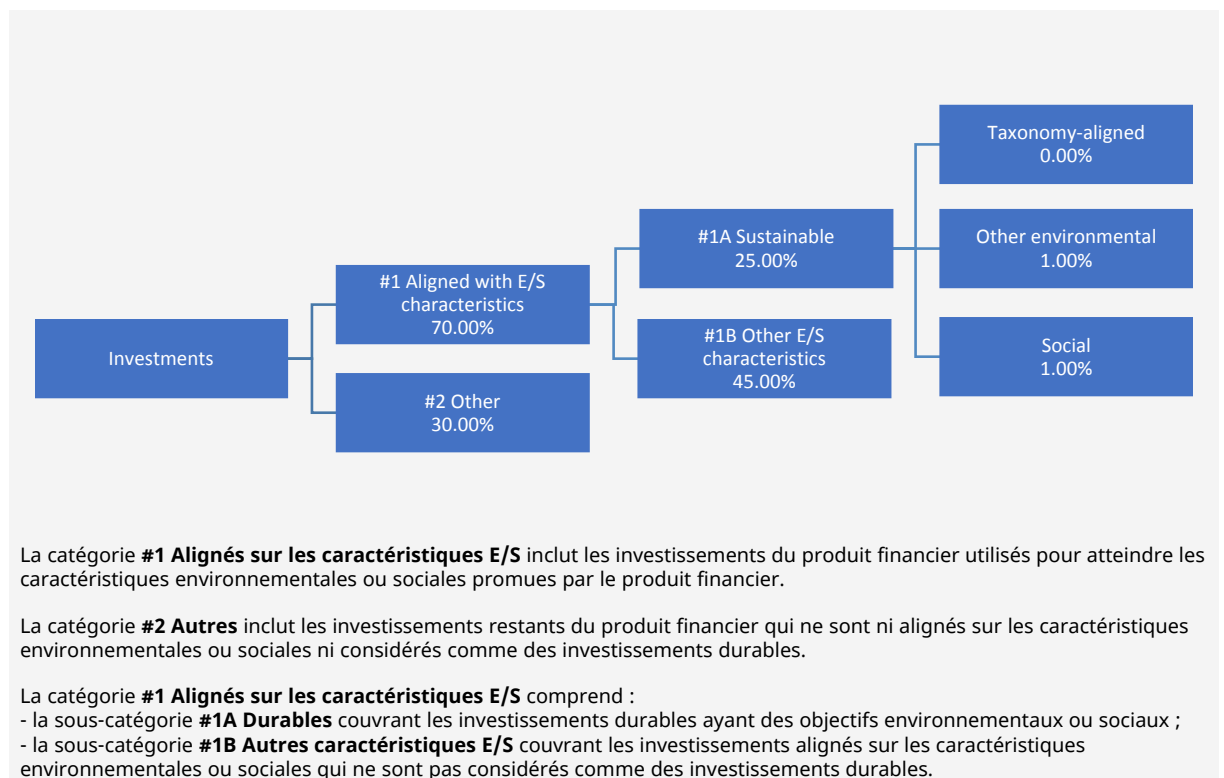 Taxonomy-aligned
0.00%
#1A Sustainable
25.00%
Other environmental
1.00%
#1 Aligned with E/S
characteristics
70.00%
Investments
#1B Other E/S
characteristics
45.00%
Social
1.00%
#2 Other
30.00%
La catégorie #1 Alignés sur les caractéristiques E/S inclut les investissements du produit financier utilisés pour atteindre les
caractéristiques environnementales ou sociales promues par le produit financier.
La catégorie #2 Autres inclut les investissements restants du produit financier qui ne sont ni alignés sur les caractéristiques
environnementales ou sociales ni considérés comme des investissements durables.
La catégorie #1 Alignés sur les caractéristiques E/S comprend :
- la sous-catégorie #1A Durables couvrant les investissements durables ayant des objectifs environnementaux ou sociaux ;
- la sous-catégorie #1B Autres caractéristiques E/S couvrant les investissements alignés sur les caractéristiques
environnementales ou sociales qui ne sont pas considérés comme des investissements durables.